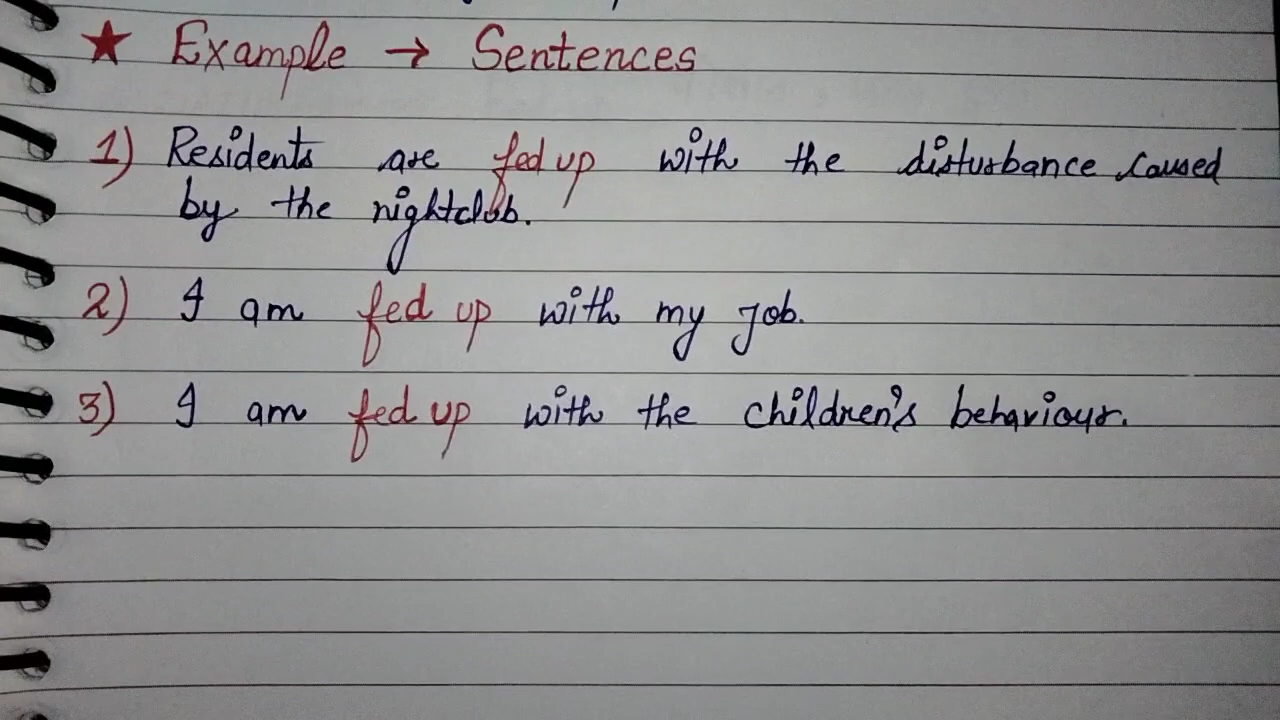 ★ Example → Sentences
1) Residents are fed up with the disturbance caused
by the nightclub.
2) I am fed up with my job.
3) I am fed up with the children's behaviour.